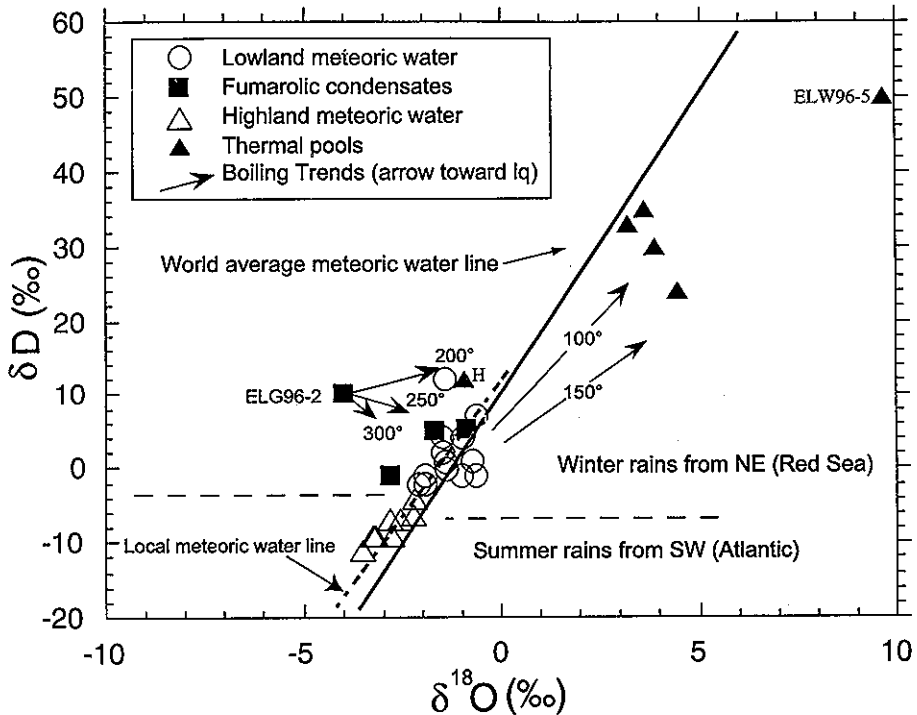 60
50
40
30
20
10
0
-10
-20
δD (‰)
Lowland meteoric water
Fumarolic condensates
Highland meteoric water
Thermal pools
Boiling Trends (arrow toward lq)
ELW96-5
World average meteoric water line
100°
150°
200°
H
ELG96-2
250°
300°
Winter rains from NE (Red Sea)
Local meteoric water line
Summer rains from SW (Atlantic)
-10
-5
0
5
10
δ¹⁸O (‰)